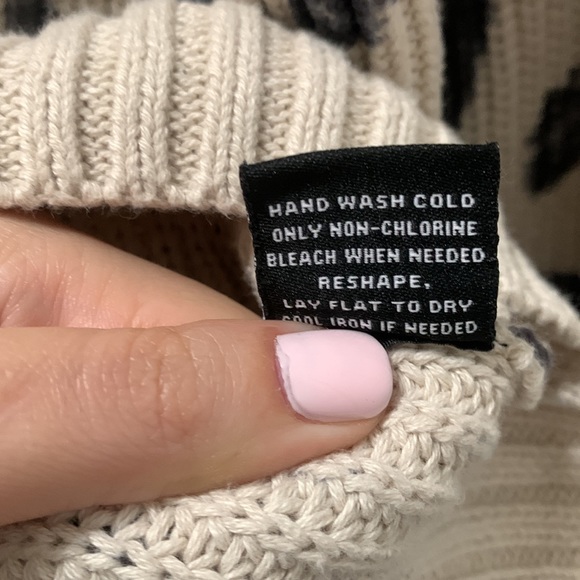 HAND WASH COLD
ONLY NON-CHLORINE
BLEACH WHEN NEEDED
RESHAPE,
LAY FLAT TO DRY
COOL IRON IF NEEDED